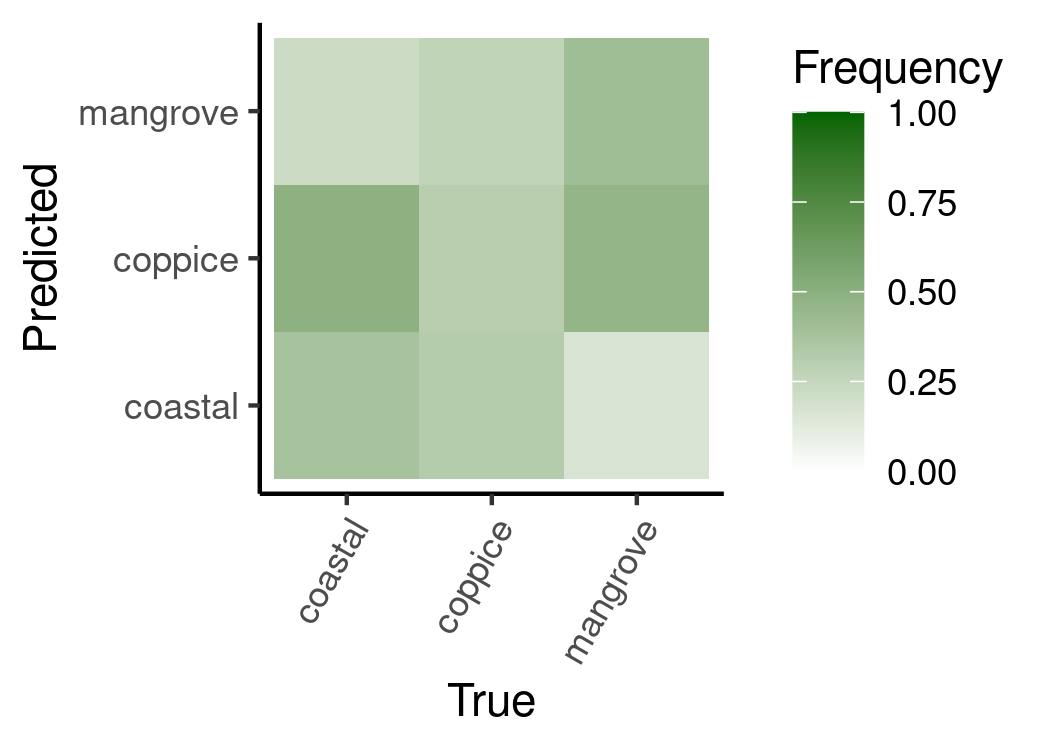 Predicted
mangrove
coppice
coastal
coastal
coppice
mangrove
True
Frequency
1.00
0.75
0.50
0.25
0.00